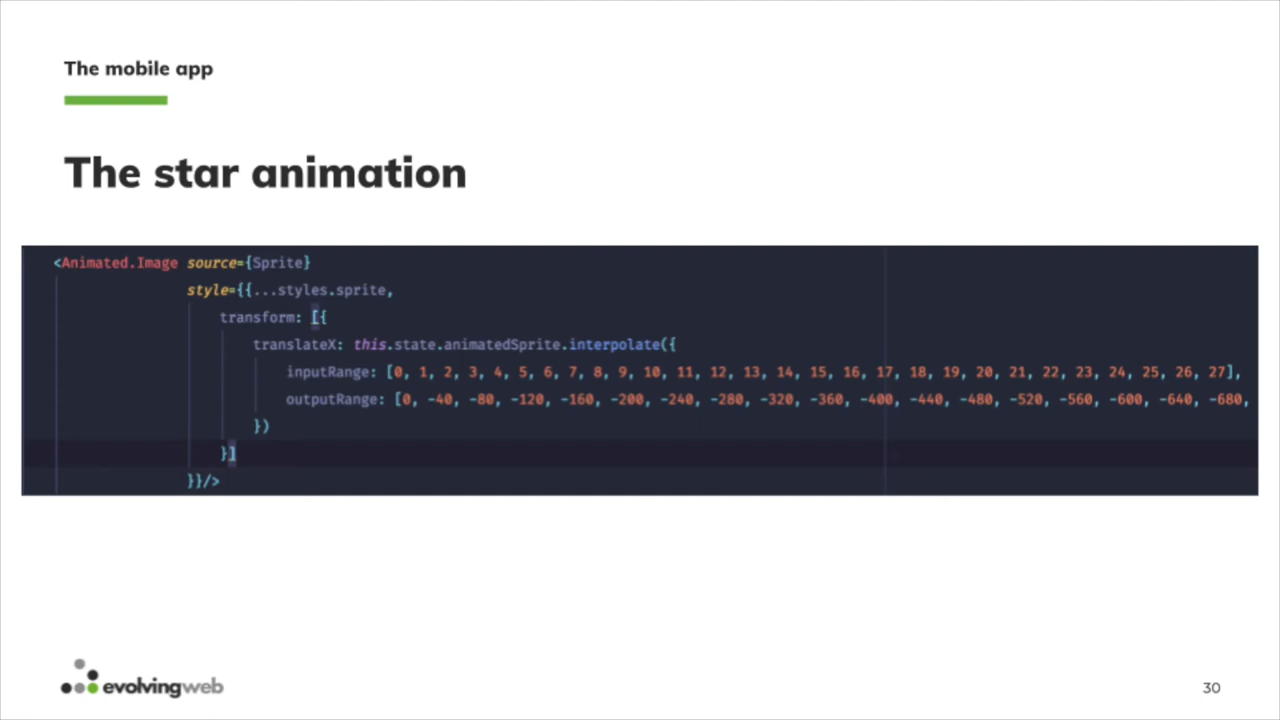 The mobile app
The star animation
<Animated.Image source={Sprite}
style={{...styles.sprite,
transform: [{
translateX: this.state.animatedSprite.interpolate({
inputRange: [0, 1, 2, 3, 4, 5, 6, 7, 8, 9, 10, 11, 12, 13, 14, 15, 16, 17, 18, 19, 20, 21, 22, 23, 24, 25, 26, 27],
outputRange: [0, -40, -80, -120, -160, -200, -240, -280, -320, -360, -400, -440, -480, -520, -560, -600, -640, -680,
})
}]
}}/>
evolvingweb
30